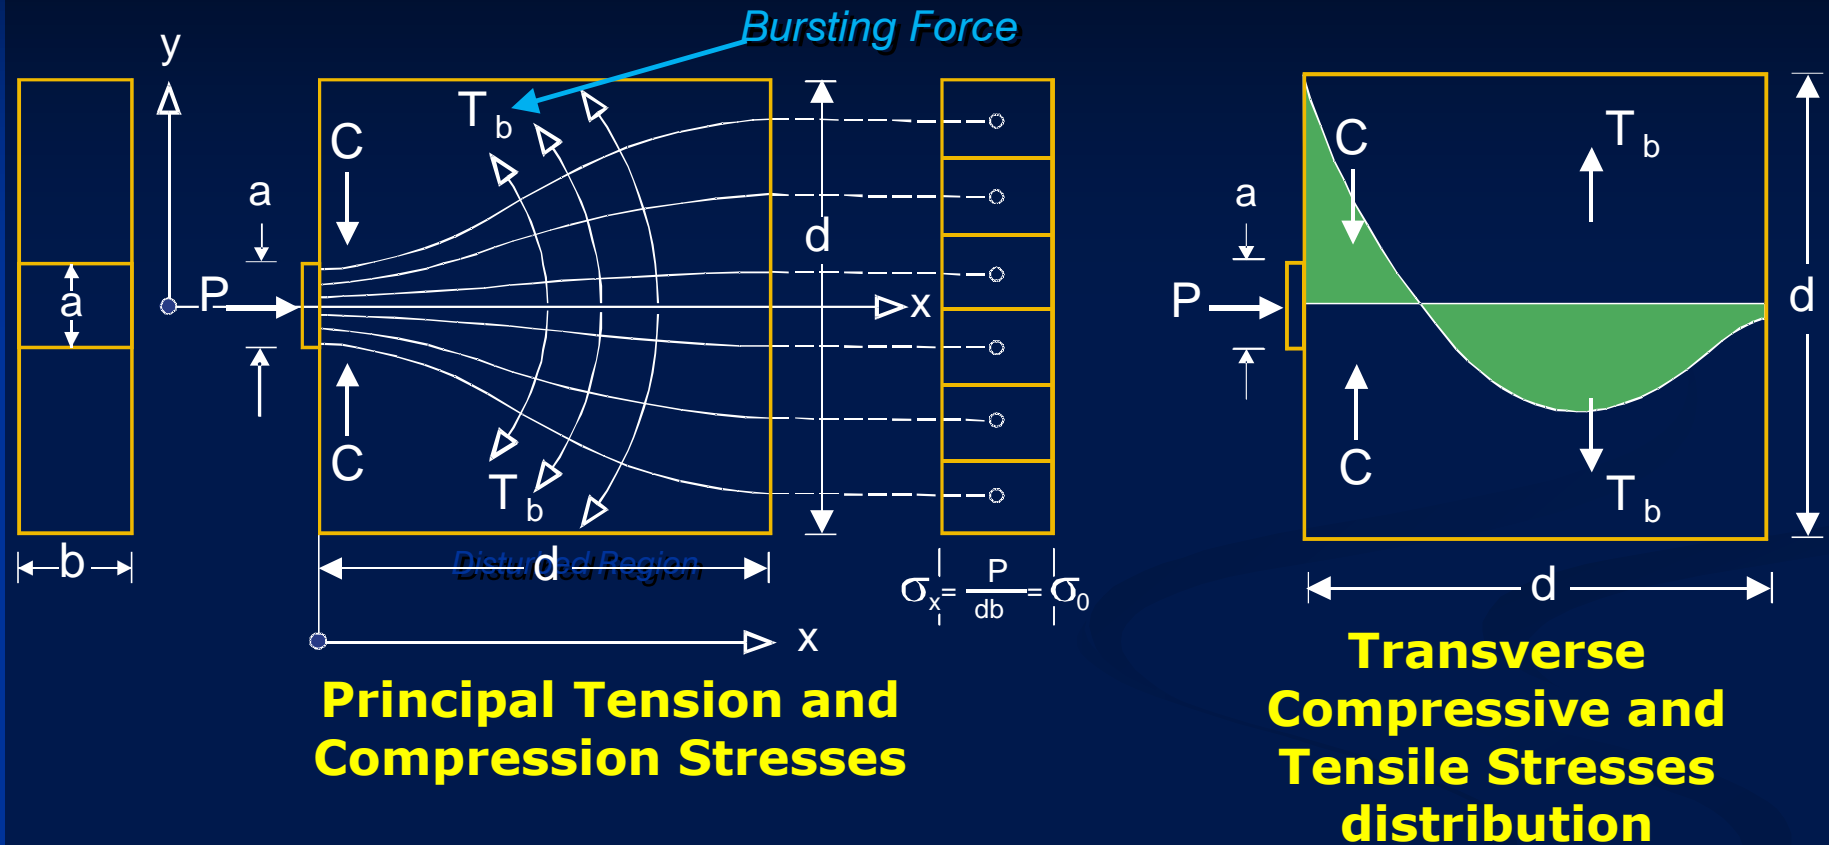 Bursting Force
y
T b
C
a
P
a
x
d
C
T b
b
Disturbed Region
d
σx = P/db = σ0
x
Principal Tension and
Compression Stresses
C
T b
a
P
d
C
T b
d
Transverse
Compressive and
Tensile Stresses
distribution